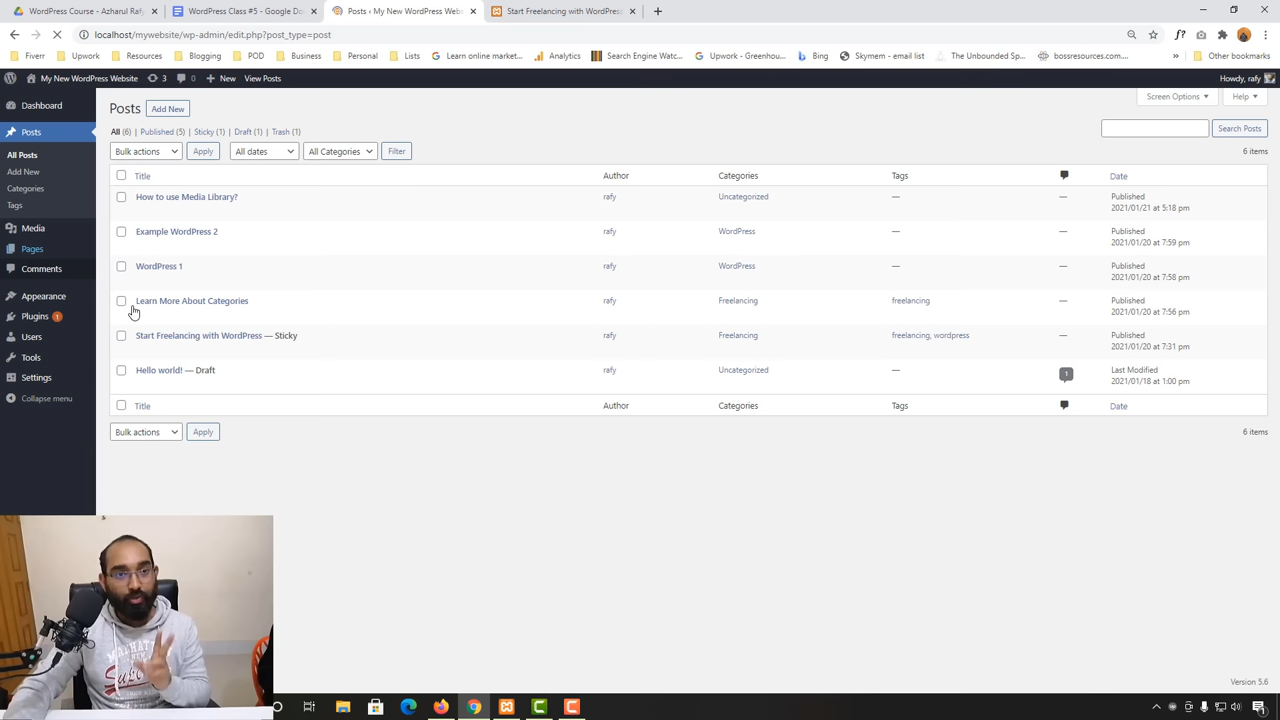 WordPress Course - Azharul Rafy
WordPress Class #5 - Google Do
Posts ‹ My New WordPress Webs
Start Freelancing with WordPress
localhost/mywebsite/wp-admin/edit.php?post_type=post
Fiverr
Upwork
Resources
Blogging
Business
Personal
Lists
Learn online market...
Analytics
Search Engine Watc...
Upwork - Greenhou...
Bing
Skymem - email list
The Unbounded Sp...
bossresources.com...
Other bookmarks
My New WordPress Website
3
0
New
View Posts
Howdy, rafy
Dashboard
Posts
All Posts
Add New
Categories
Tags
Media
Pages
Comments
Appearance
Plugins 1
Users
Tools
Settings
Collapse menu
Posts
Add New
Screen Options
Help
All (6) | Published (5) | Sticky (1) | Draft (1) | Trash (1)
Search Posts
Bulk actions
Apply
All dates
All Categories
Filter
6 items
Title Author Categories Tags Date
How to use Media Library? rafy Uncategorized — — Published
2021/01/21 at 5:18 pm
Example WordPress 2 rafy WordPress — — Published
2021/01/20 at 7:59 pm
WordPress 1 rafy WordPress — — Published
2021/01/20 at 7:58 pm
Learn More About Categories rafy Freelancing freelancing — Published
2021/01/20 at 7:56 pm
Start Freelancing with WordPress — Sticky rafy Freelancing freelancing, wordpress — Published
2021/01/20 at 7:31 pm
Hello world! — Draft rafy Uncategorized — 1 Last Modified
2021/01/18 at 1:00 pm
Title Author Categories Tags Date
Bulk actions
Apply
6 items
Version 5.6